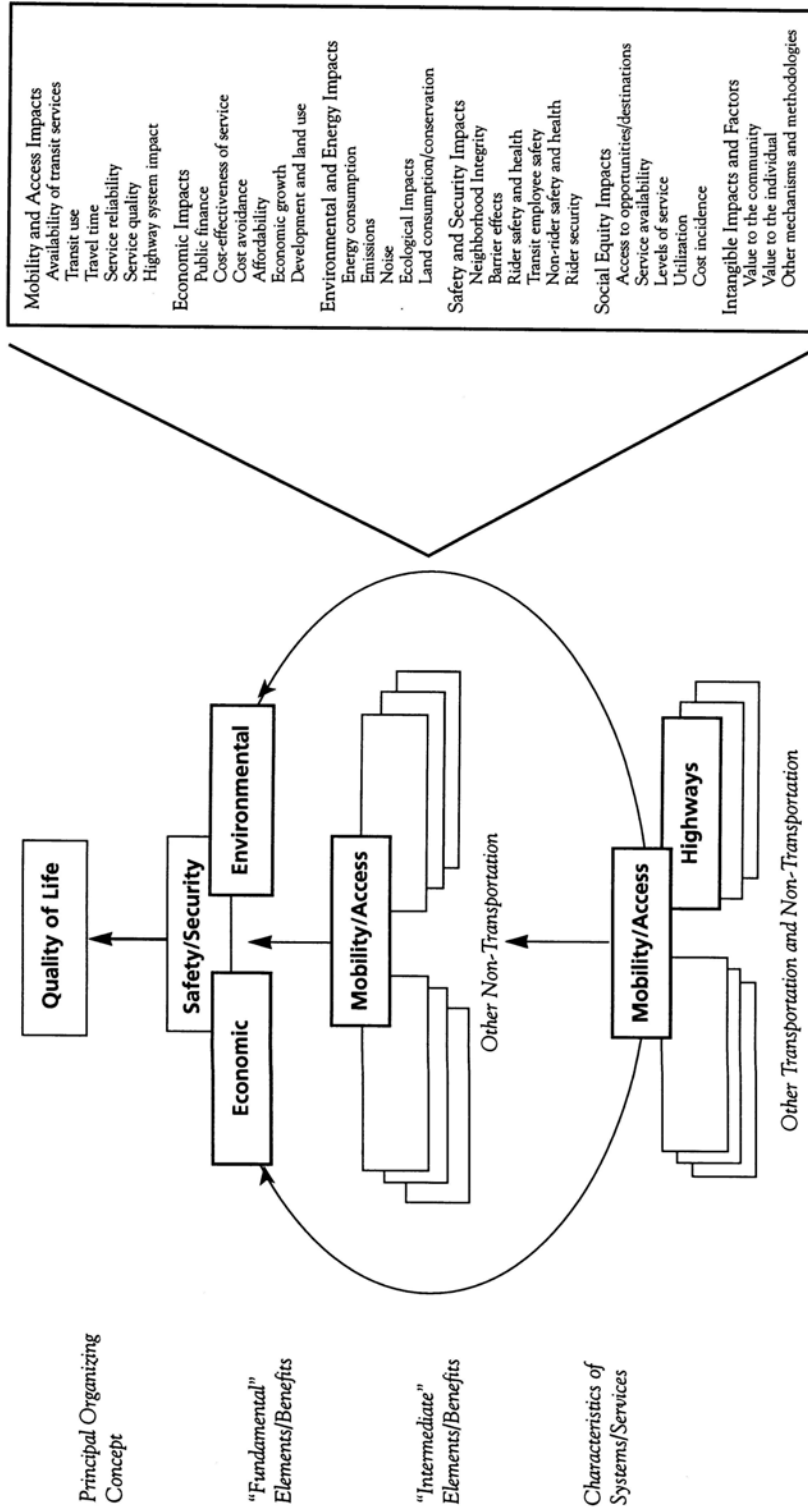 Principal Organizing
Concept
Quality of Life
"Fundamental"
Elements/Benefits
Safety/Security
Economic
Environmental
"Intermediate"
Elements/Benefits
Mobility/Access
Other Non-Transportation
Characteristics of
Systems/Services
Mobility/Access
Highways
Other Transportation and Non-Transportation
Mobility and Access Impacts
Availability of transit services
Transit use
Travel time
Service reliability
Service quality
Highway system impact
Economic Impacts
Public finance
Cost-effectiveness of service
Cost avoidance
Affordability
Economic growth
Development and land use
Environmental and Energy Impacts
Energy consumption
Emissions
Noise
Ecological Impacts
Land consumption/conservation
Safety and Security Impacts
Neighborhood Integrity
Barrier effects
Rider safety and health
Transit employee safety
Non-rider safety and health
Rider security
Social Equity Impacts
Access to opportunities/destinations
Service availability
Levels of service
Utilization
Cost incidence
Intangible Impacts and Factors
Value to the community
Value to the individual
Other mechanisms and methodologies